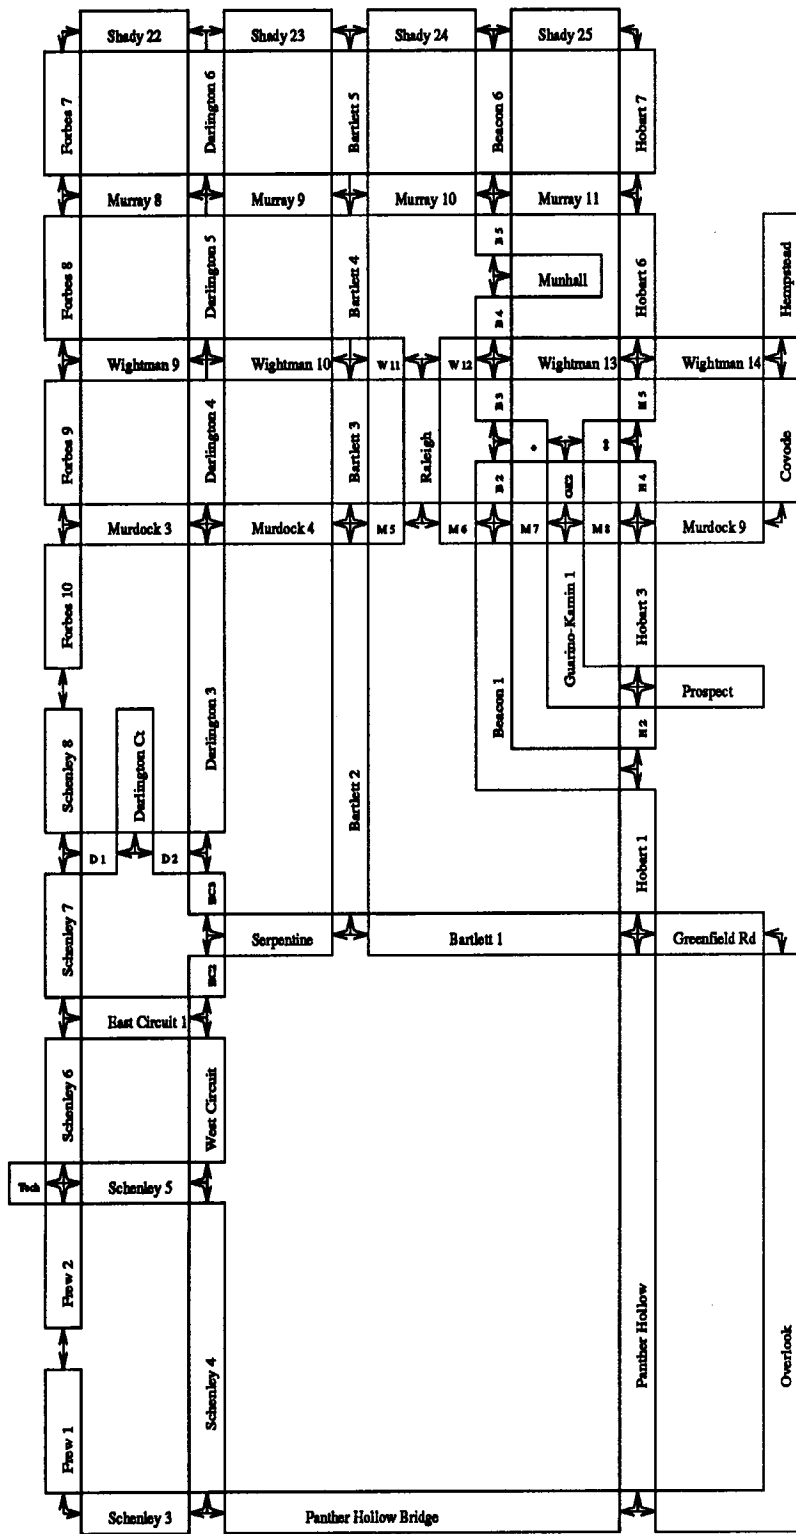 Shady 22
Shady 23
Shady 24
Shady 25
Forbes 7
Darlington 6
Bartlett 5
Beacon 6
Hobart 7
Murray 8
Murray 9
Murray 10
Murray 11
Forbes 8
Darlington 5
Bartlett 4
B 5
Munhall
B 4
Hobart 6
Hempstead
Wightman 9
Wightman 10
W 11
W 12
Wightman 13
Wightman 14
Forbes 9
Darlington 4
Bartlett 3
Raleigh
B 3
B 2
*
GK2
**
H 5
H 4
Covode
Murdock 3
Murdock 4
M 5
M 6
M 7
M 8
Murdock 9
Forbes 10
Darlington 3
Bartlett 2
Beacon 1
Guarino-Kamin 1
Hobart 3
Prospect
H 2
Schenley 8
Darlington Ct
D 1
D 2
Hobart 1
Schenley 7
EC3
Serpentine
Bartlett 1
Greenfield Rd
EC2
East Circuit 1
Schenley 6
West Circuit
Tech
Schenley 5
Frew 2
Schenley 4
Panther Hollow
Overlook
Frew 1
Schenley 3
Panther Hollow Bridge